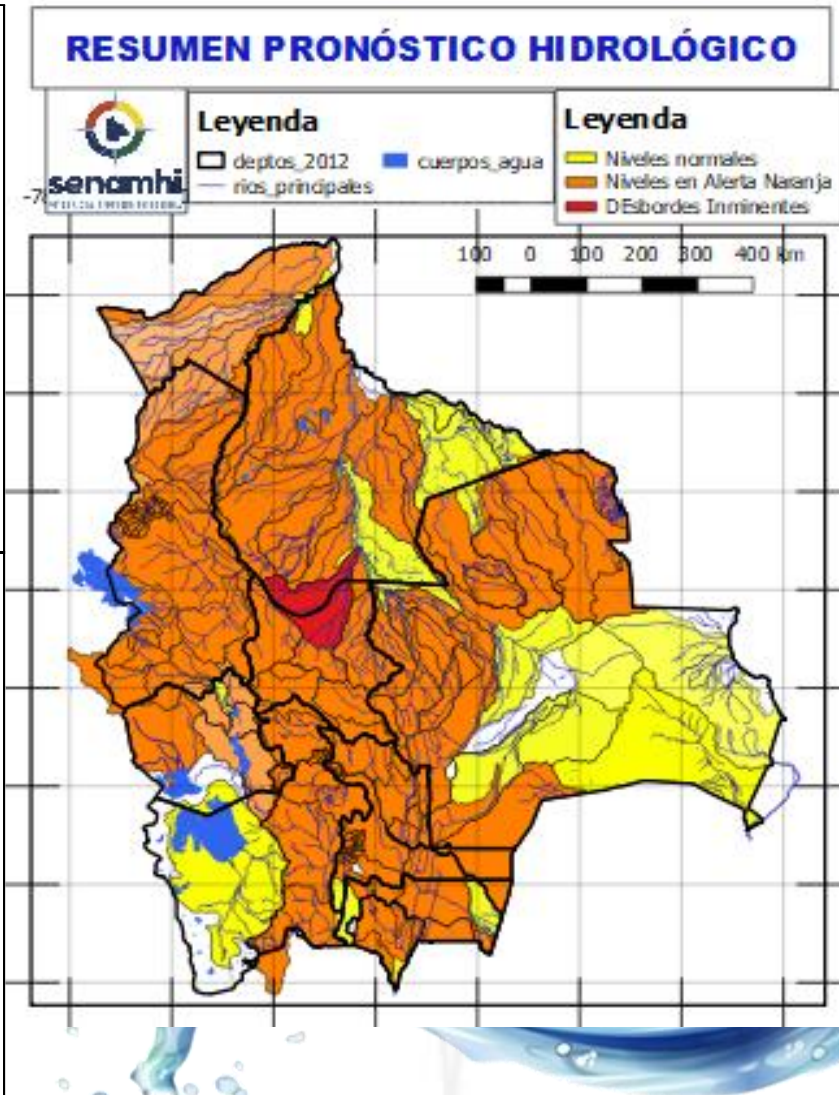 RESUMEN PRONÓSTICO HIDROLÓGICO
senamhi
Leyenda
deptos_2012
cuerpos_agua
rios_principales
Leyenda
Niveles normales
Niveles en Alerta Naranja
DEsbordes Inminentes
100 0 100 200 300 400 km